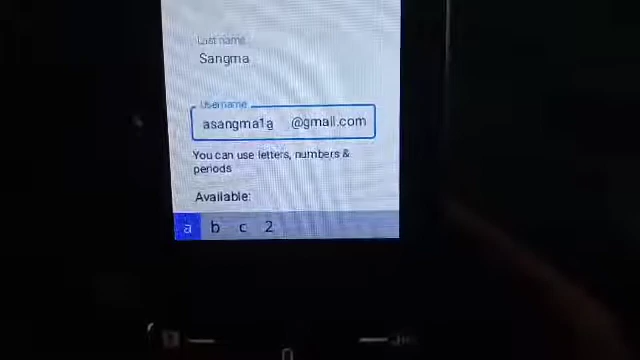 Last name
Sangma
Username
asangma1a @gmail.com
You can use letters, numbers &
periods
Available:
a b c 2